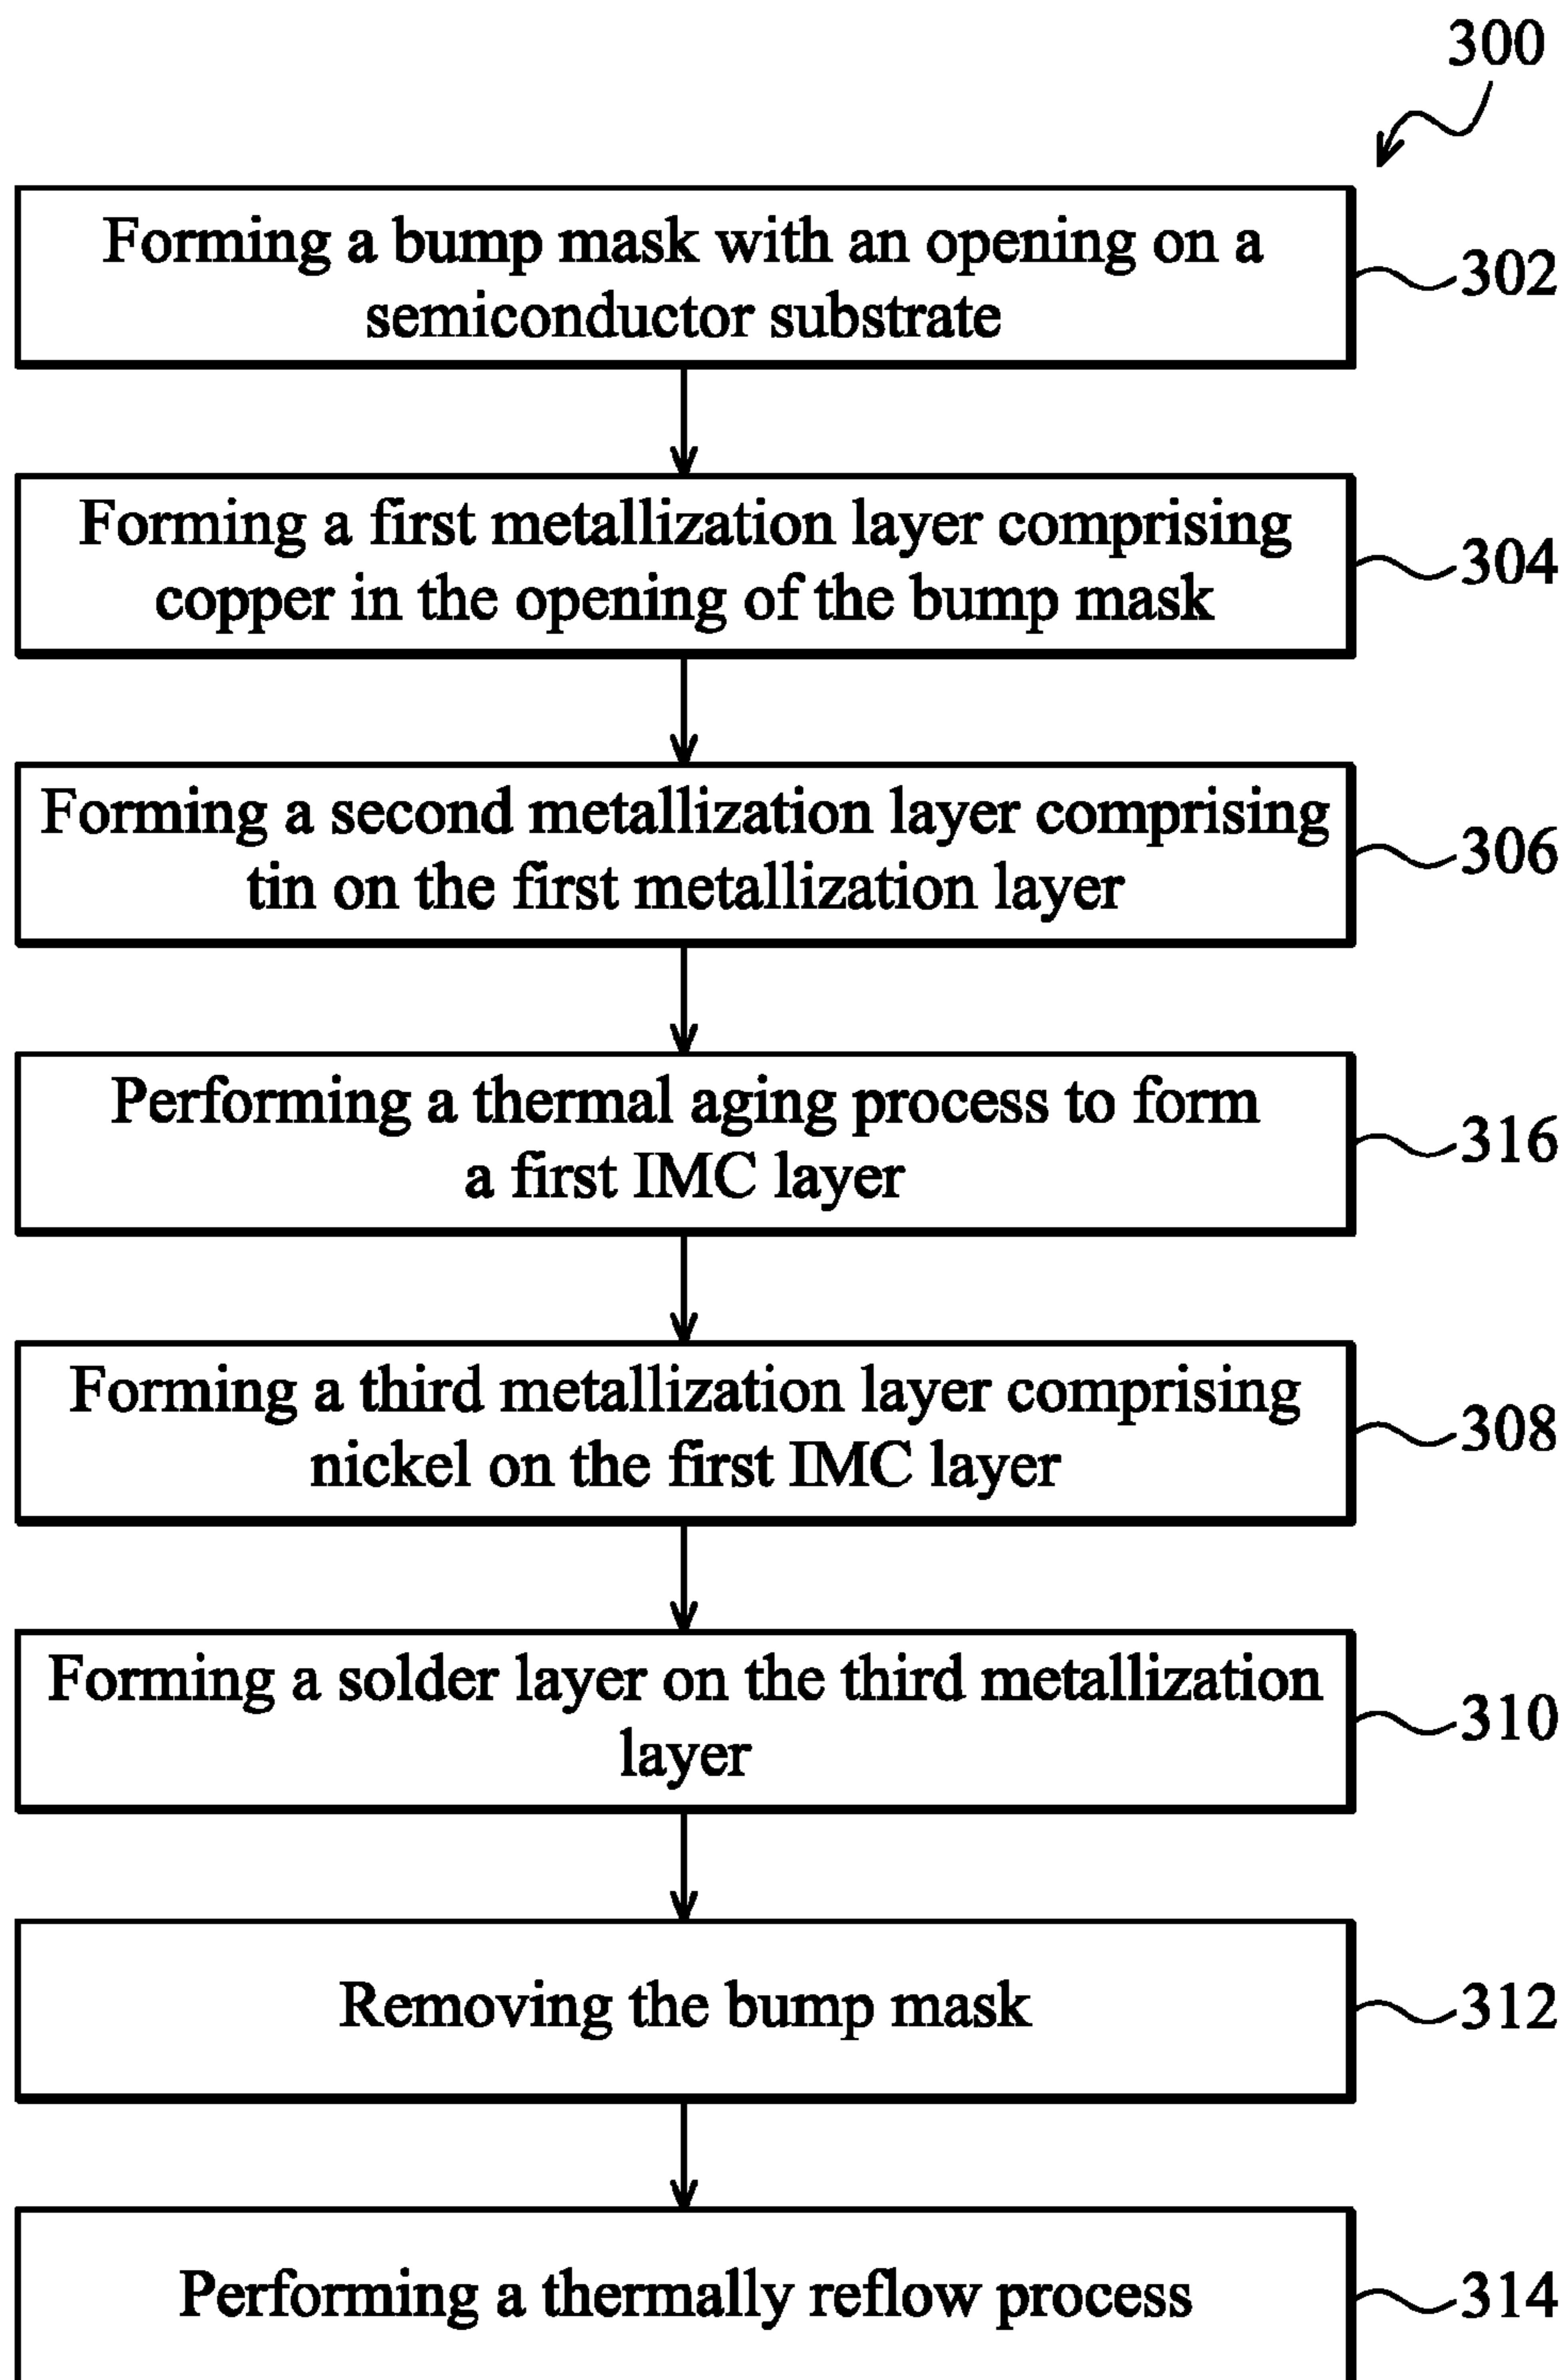 300
Forming a bump mask with an opening on a
semiconductor substrate
302
Forming a first metallization layer comprising
copper in the opening of the bump mask
304
Forming a second metallization layer comprising
tin on the first metallization layer
306
Performing a thermal aging process to form
a first IMC layer
316
Forming a third metallization layer comprising
nickel on the first IMC layer
308
Forming a solder layer on the third metallization
layer
310
Removing the bump mask
312
Performing a thermally reflow process
314